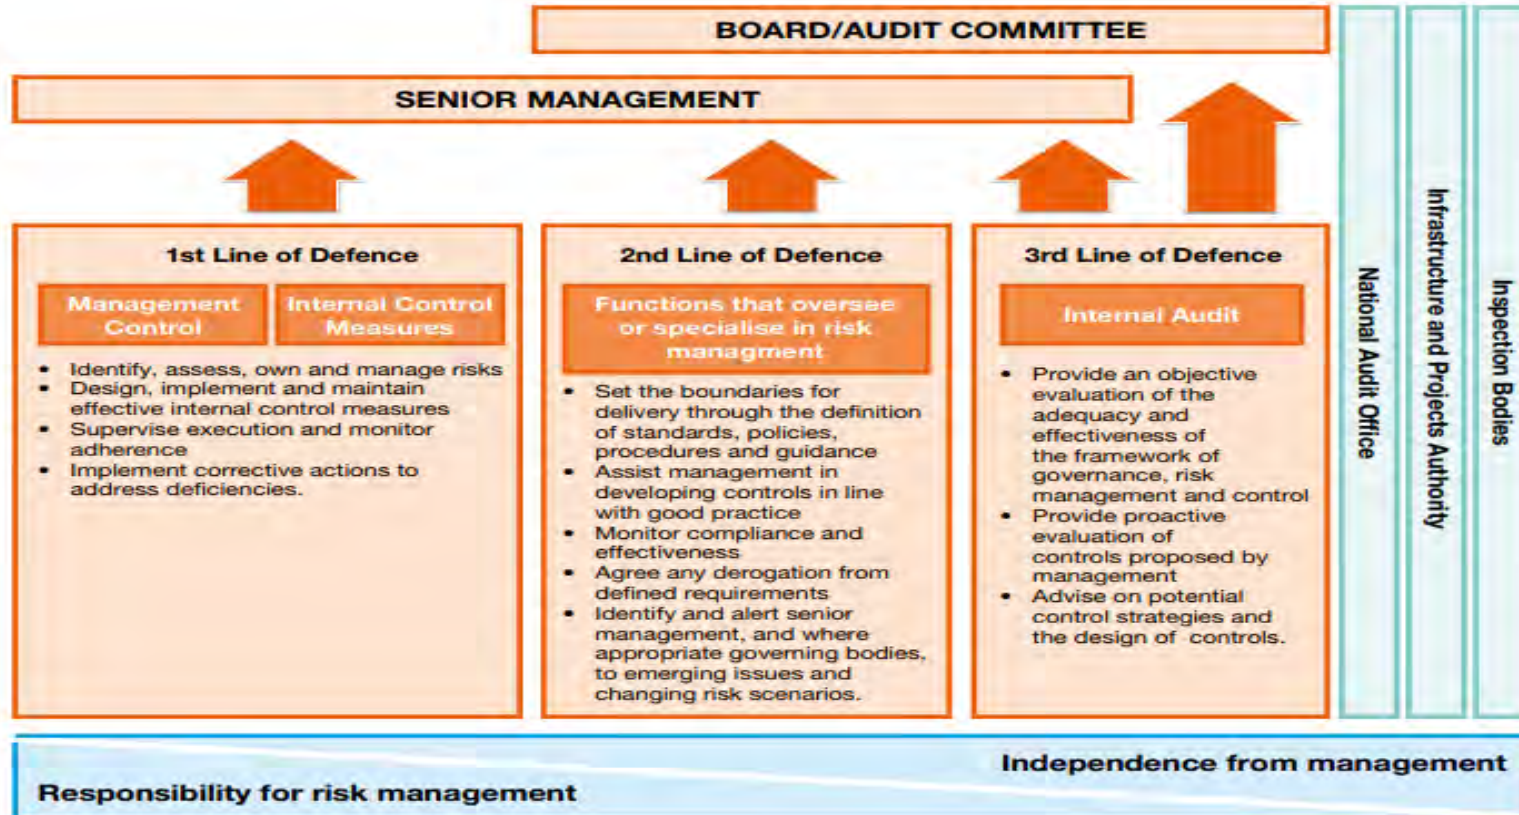 BOARD/AUDIT COMMITTEE
SENIOR MANAGEMENT
1st Line of Defence
Management
Control
Internal Control
Measures
• Identify, assess, own and manage risks
• Design, implement and maintain
effective internal control measures
• Supervise execution and monitor
adherence
• Implement corrective actions to
address deficiencies.
2nd Line of Defence
Functions that oversee
or specialise in risk
managment
• Set the boundaries for
delivery through the definition
of standards, policies,
procedures and guidance
• Assist management in
developing controls in line
with good practice
• Monitor compliance and
effectiveness
• Agree any derogation from
defined requirements
• Identify and alert senior
management, and where
appropriate governing bodies,
to emerging issues and
changing risk scenarios.
3rd Line of Defence
Internal Audit
• Provide an objective
evaluation of the
adequacy and
effectiveness of
the framework of
governance, risk
management and control
• Provide proactive
evaluation of
controls proposed by
management
• Advise on potential
control strategies and
the design of controls.
National Audit Office
Infrastructure and Projects Authority
Inspection Bodies
Independence from management
Responsibility for risk management